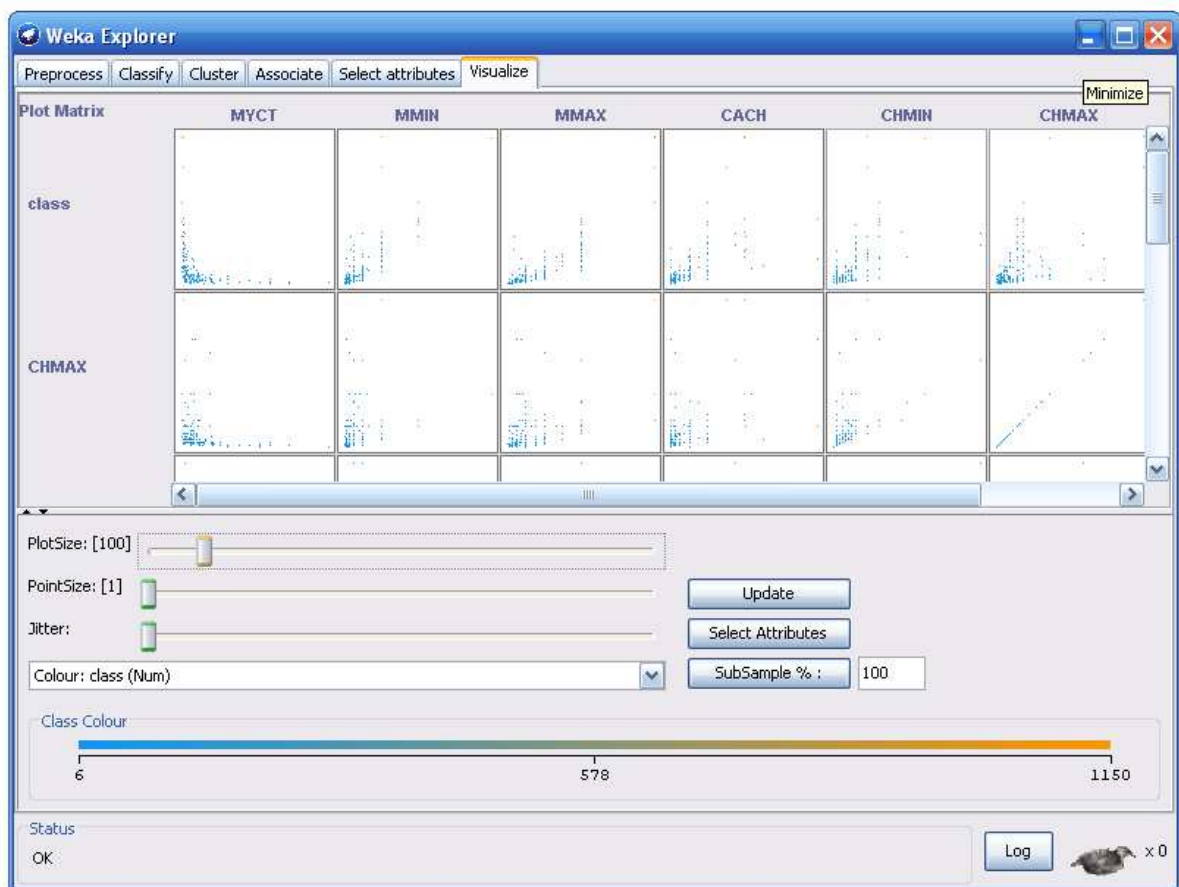 Weka Explorer
Preprocess Classify Cluster Associate Select attributes Visualize
Minimize
Plot Matrix MYCT MMIN MMAX CACH CHMIN CHMAX
class
CHMAX
PlotSize: [100]
PointSize: [1]
Update
Jitter:
Select Attributes
Colour: class (Num)
SubSample % : 100
Class Colour
6 578 1150
Status
OK
Log
x 0